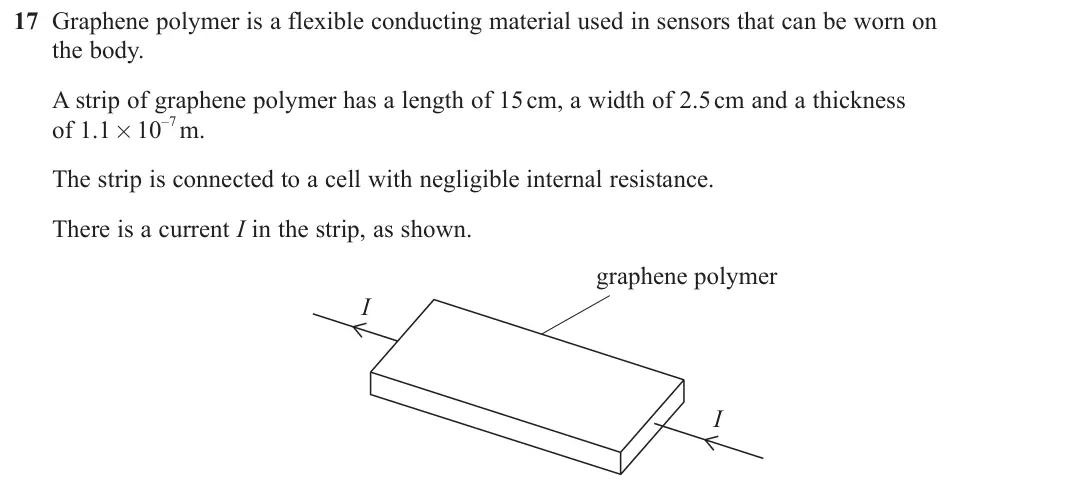 17 Graphene polymer is a flexible conducting material used in sensors that can be worn on
the body.
A strip of graphene polymer has a length of 15 cm, a width of 2.5 cm and a thickness
of 1.1 × 10⁻⁷ m.
The strip is connected to a cell with negligible internal resistance.
There is a current I in the strip, as shown.
graphene polymer
I
I